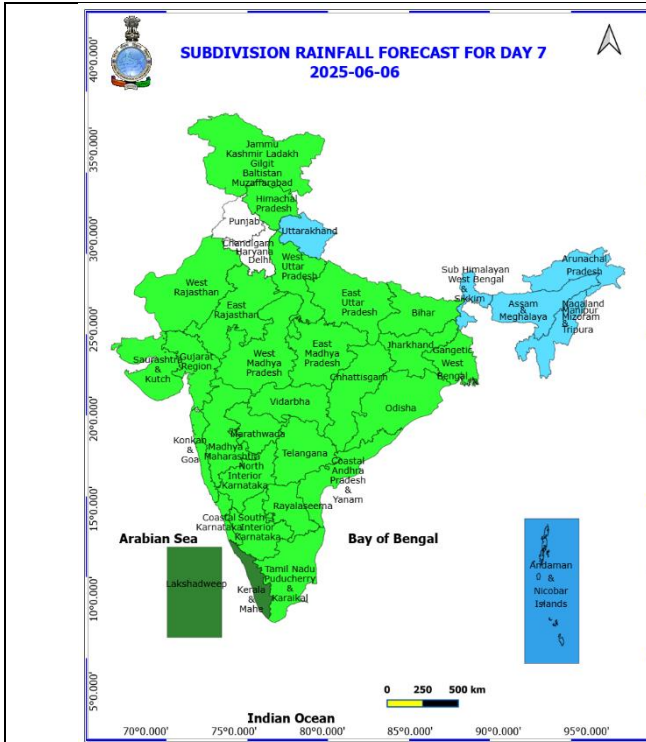 SUBDIVISION RAINFALL FORECAST FOR DAY 7
2025-06-06
40°0.000'
35°0.000'
30°0.000'
25°0.000'
20°0.000'
15°0.000'
10°0.000'
5°0.000'
Jammu
Kashmir Ladakh
Gilgit
Baltistan
Muzaffarabad
Himachal
Pradesh
Punjab
Uttarakhand
Chandigarh
Haryana
Delhi
West
Uttar
Pradesh
West
Rajasthan
East
Rajasthan
East
Uttar
Pradesh
Bihar
Sub Himalayan
West Bengal
&
Sikkim
Arunachal
Pradesh
Assam
&
Meghalaya
Nagaland
Manipur
Mizoram
&
Tripura
Saurashtra
&
Kutch
Gujarat
Region
West
Madhya
Pradesh
East
Madhya
Pradesh
Jharkhand
Gangetic
West
Bengal
Chhattisgarh
Vidarbha
Odisha
Konkan
&
Goa
Marathwada
Madhya
Maharashtra
North
Interior
Karnataka
Telangana
Coastal
Andhra
Pradesh
&
Yanam
Rayalaseema
Coastal
Karnataka
South
Interior
Karnataka
Arabian Sea
Bay of Bengal
Lakshadweep
Kerala
&
Mahe
Tamil Nadu
Puducherry
&
Karaikal
Andaman
&
Nicobar
Islands
0 250 500 km
Indian Ocean
70°0.000' 75°0.000' 80°0.000' 85°0.000' 90°0.000' 95°0.000'